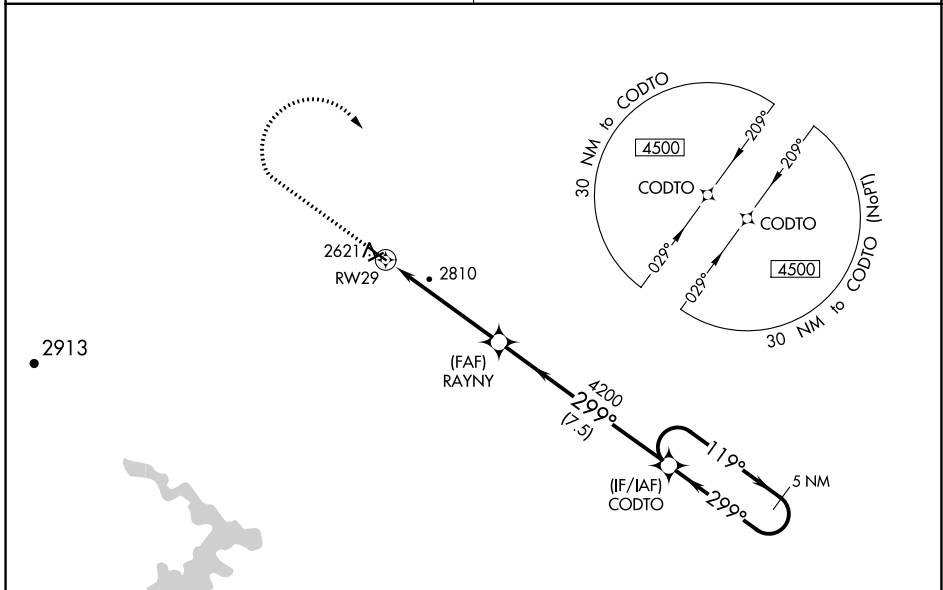 30 NM to CODTO
4500
209°
CODTO
029°
209°
CODTO
4500
029°
30 NM to CODTO (NoPT)
2621
RW29
2810
2913
(FAF)
RAYNY
4200
299°
(7.5)
119°
5 NM
(IF/IAF)
CODTO
299°